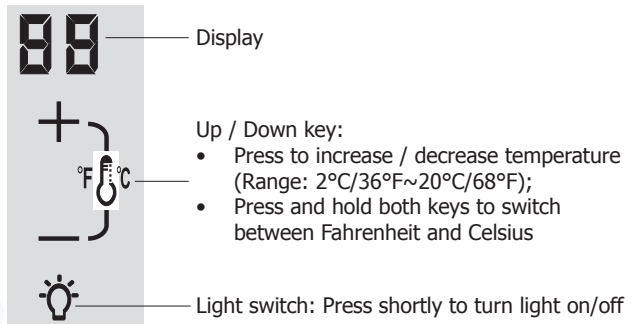 99
Display
+
Up / Down key:
• Press to increase / decrease temperature
(Range: 2°C/36°F~20°C/68°F);
°F °C
• Press and hold both keys to switch
between Fahrenheit and Celsius
—
Light switch: Press shortly to turn light on/off